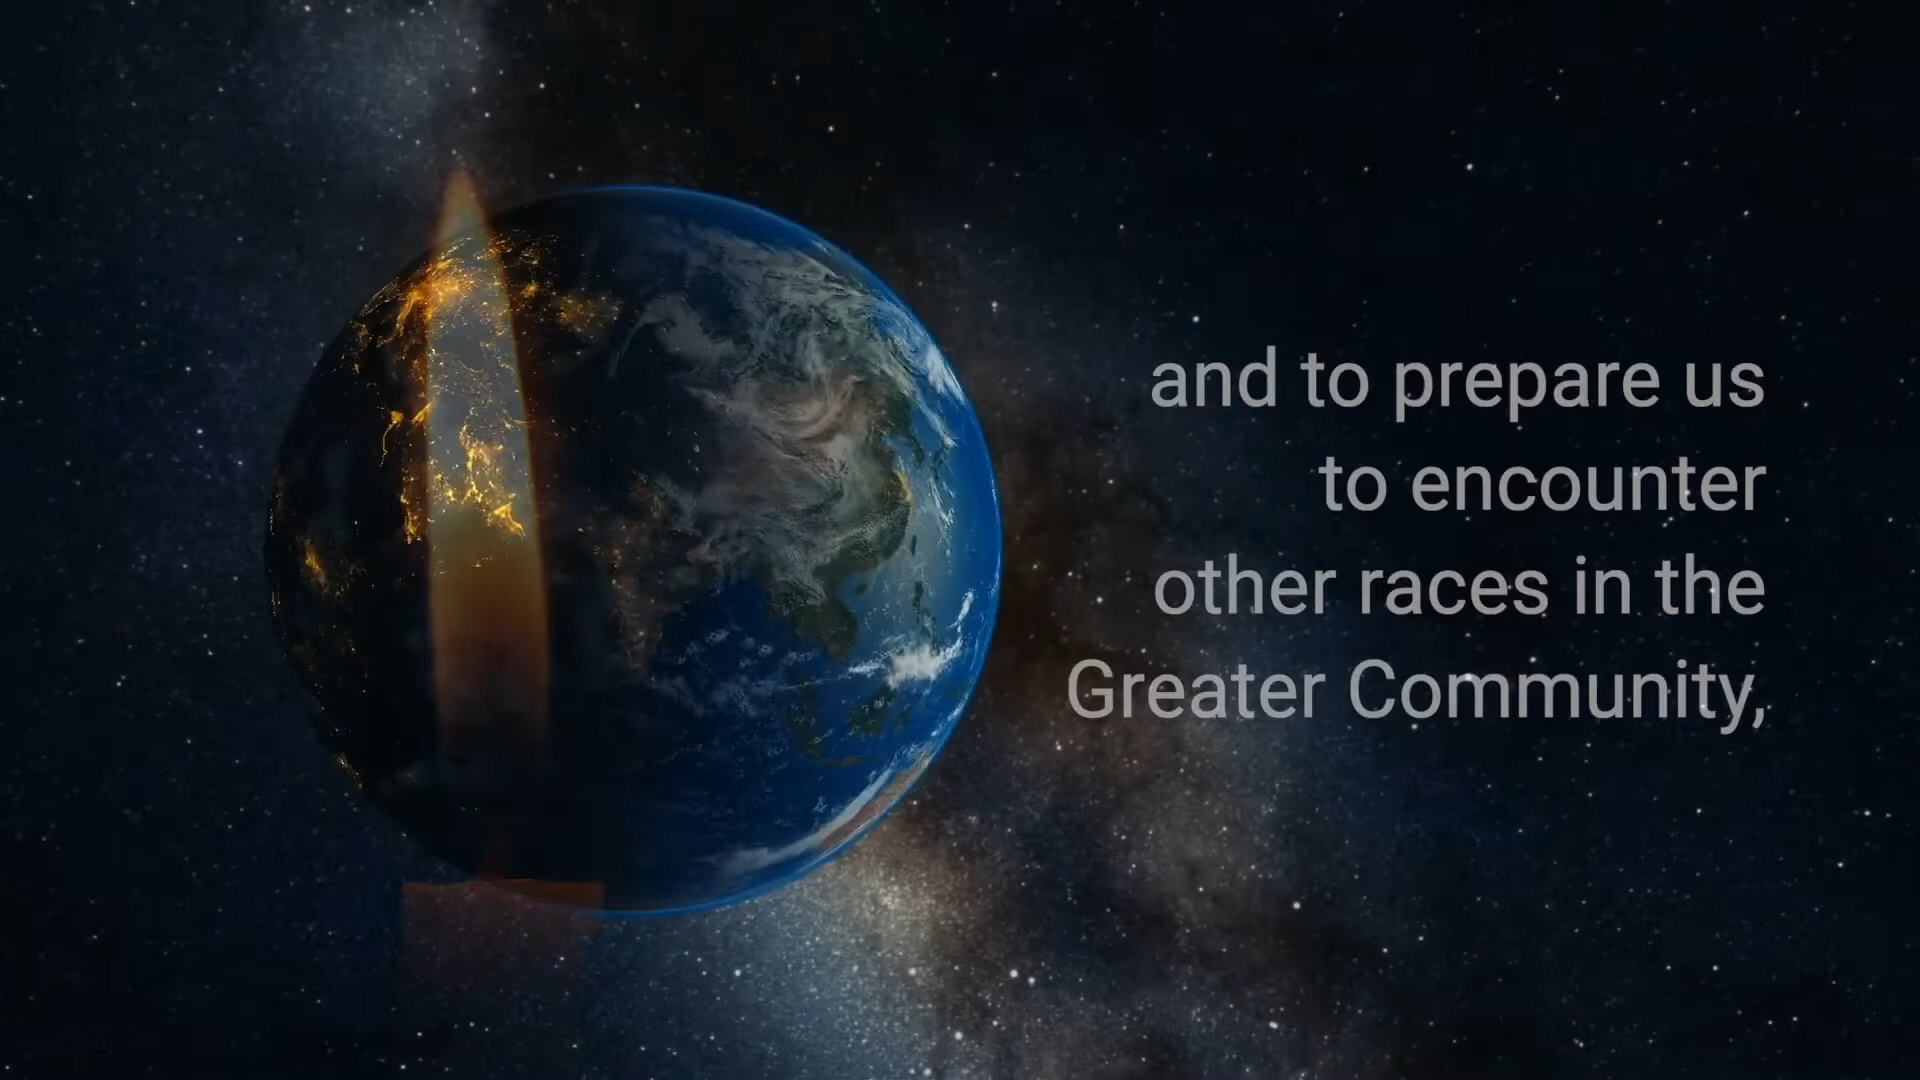 and to prepare us
to encounter
other races in the
Greater Community,